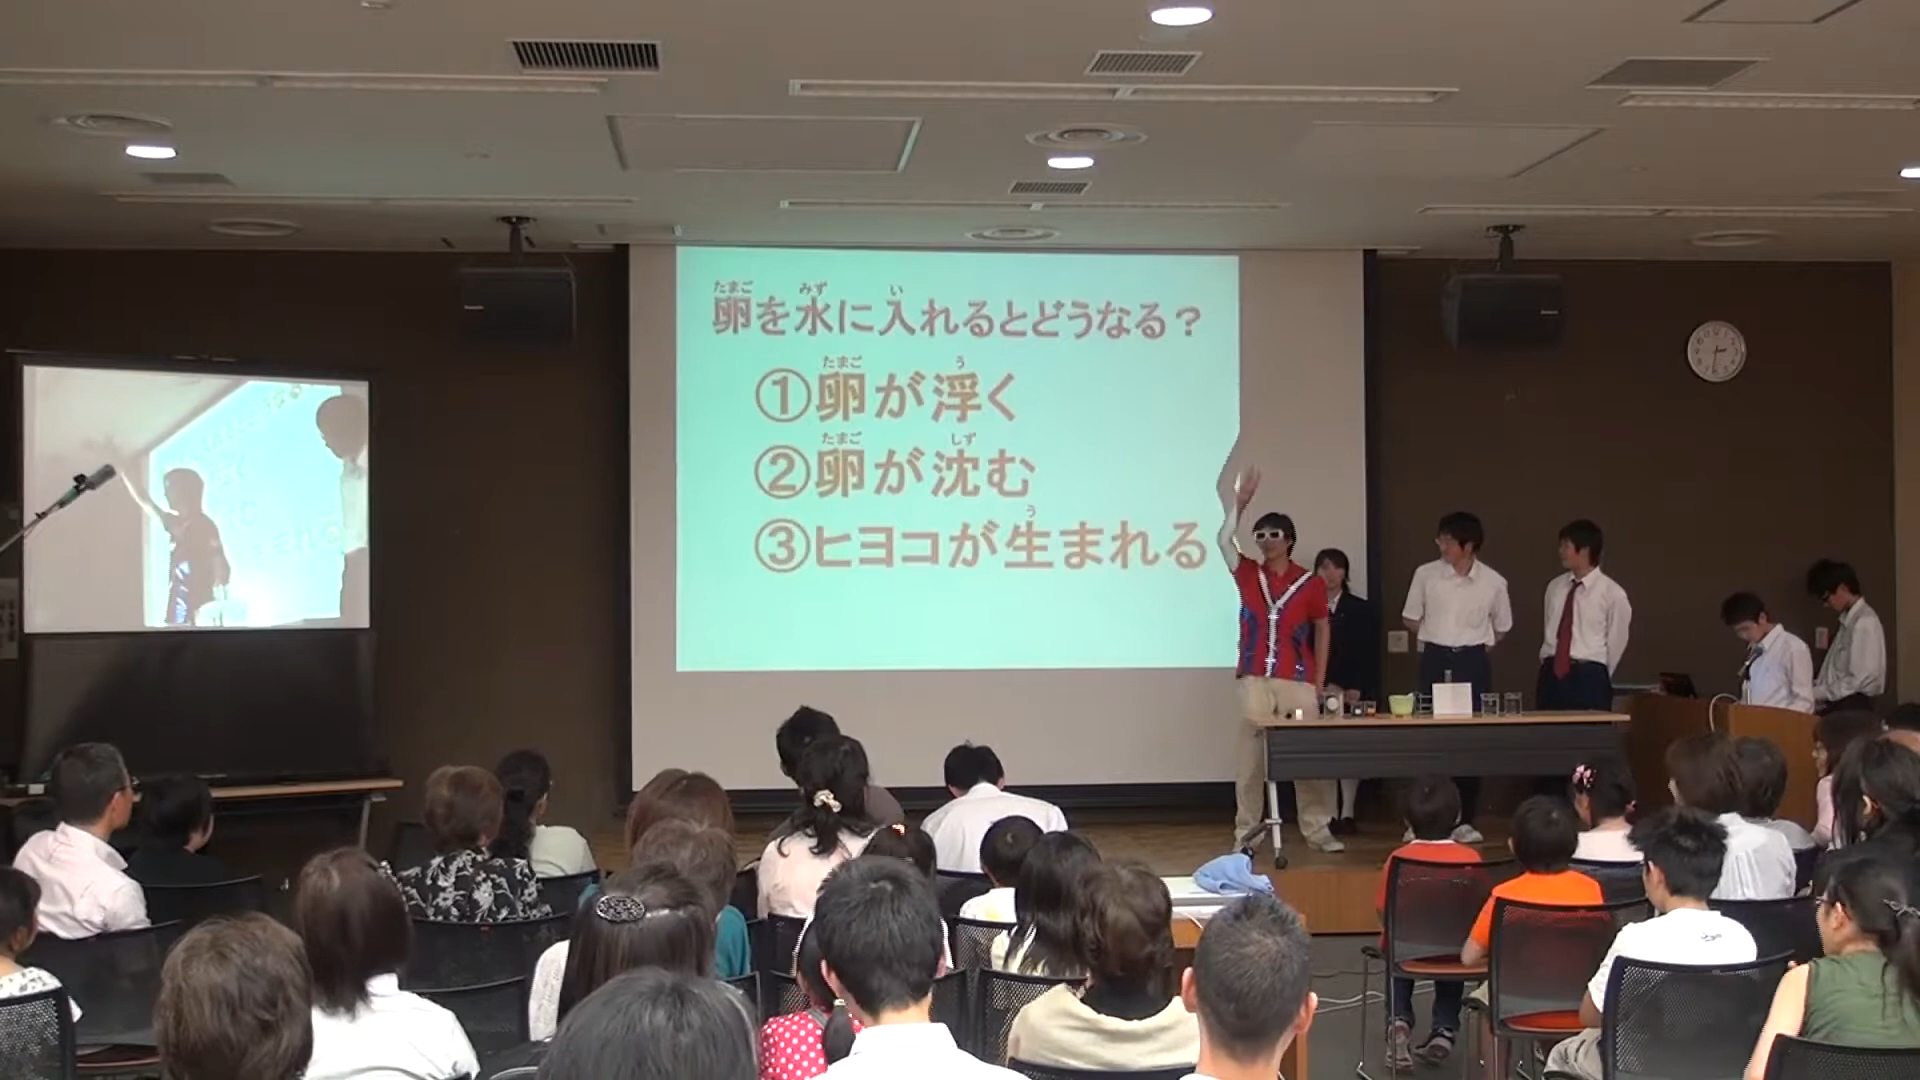 卵を水に入れるとどうなる？
①卵が浮く
②卵が沈む
③ヒヨコが生まれる